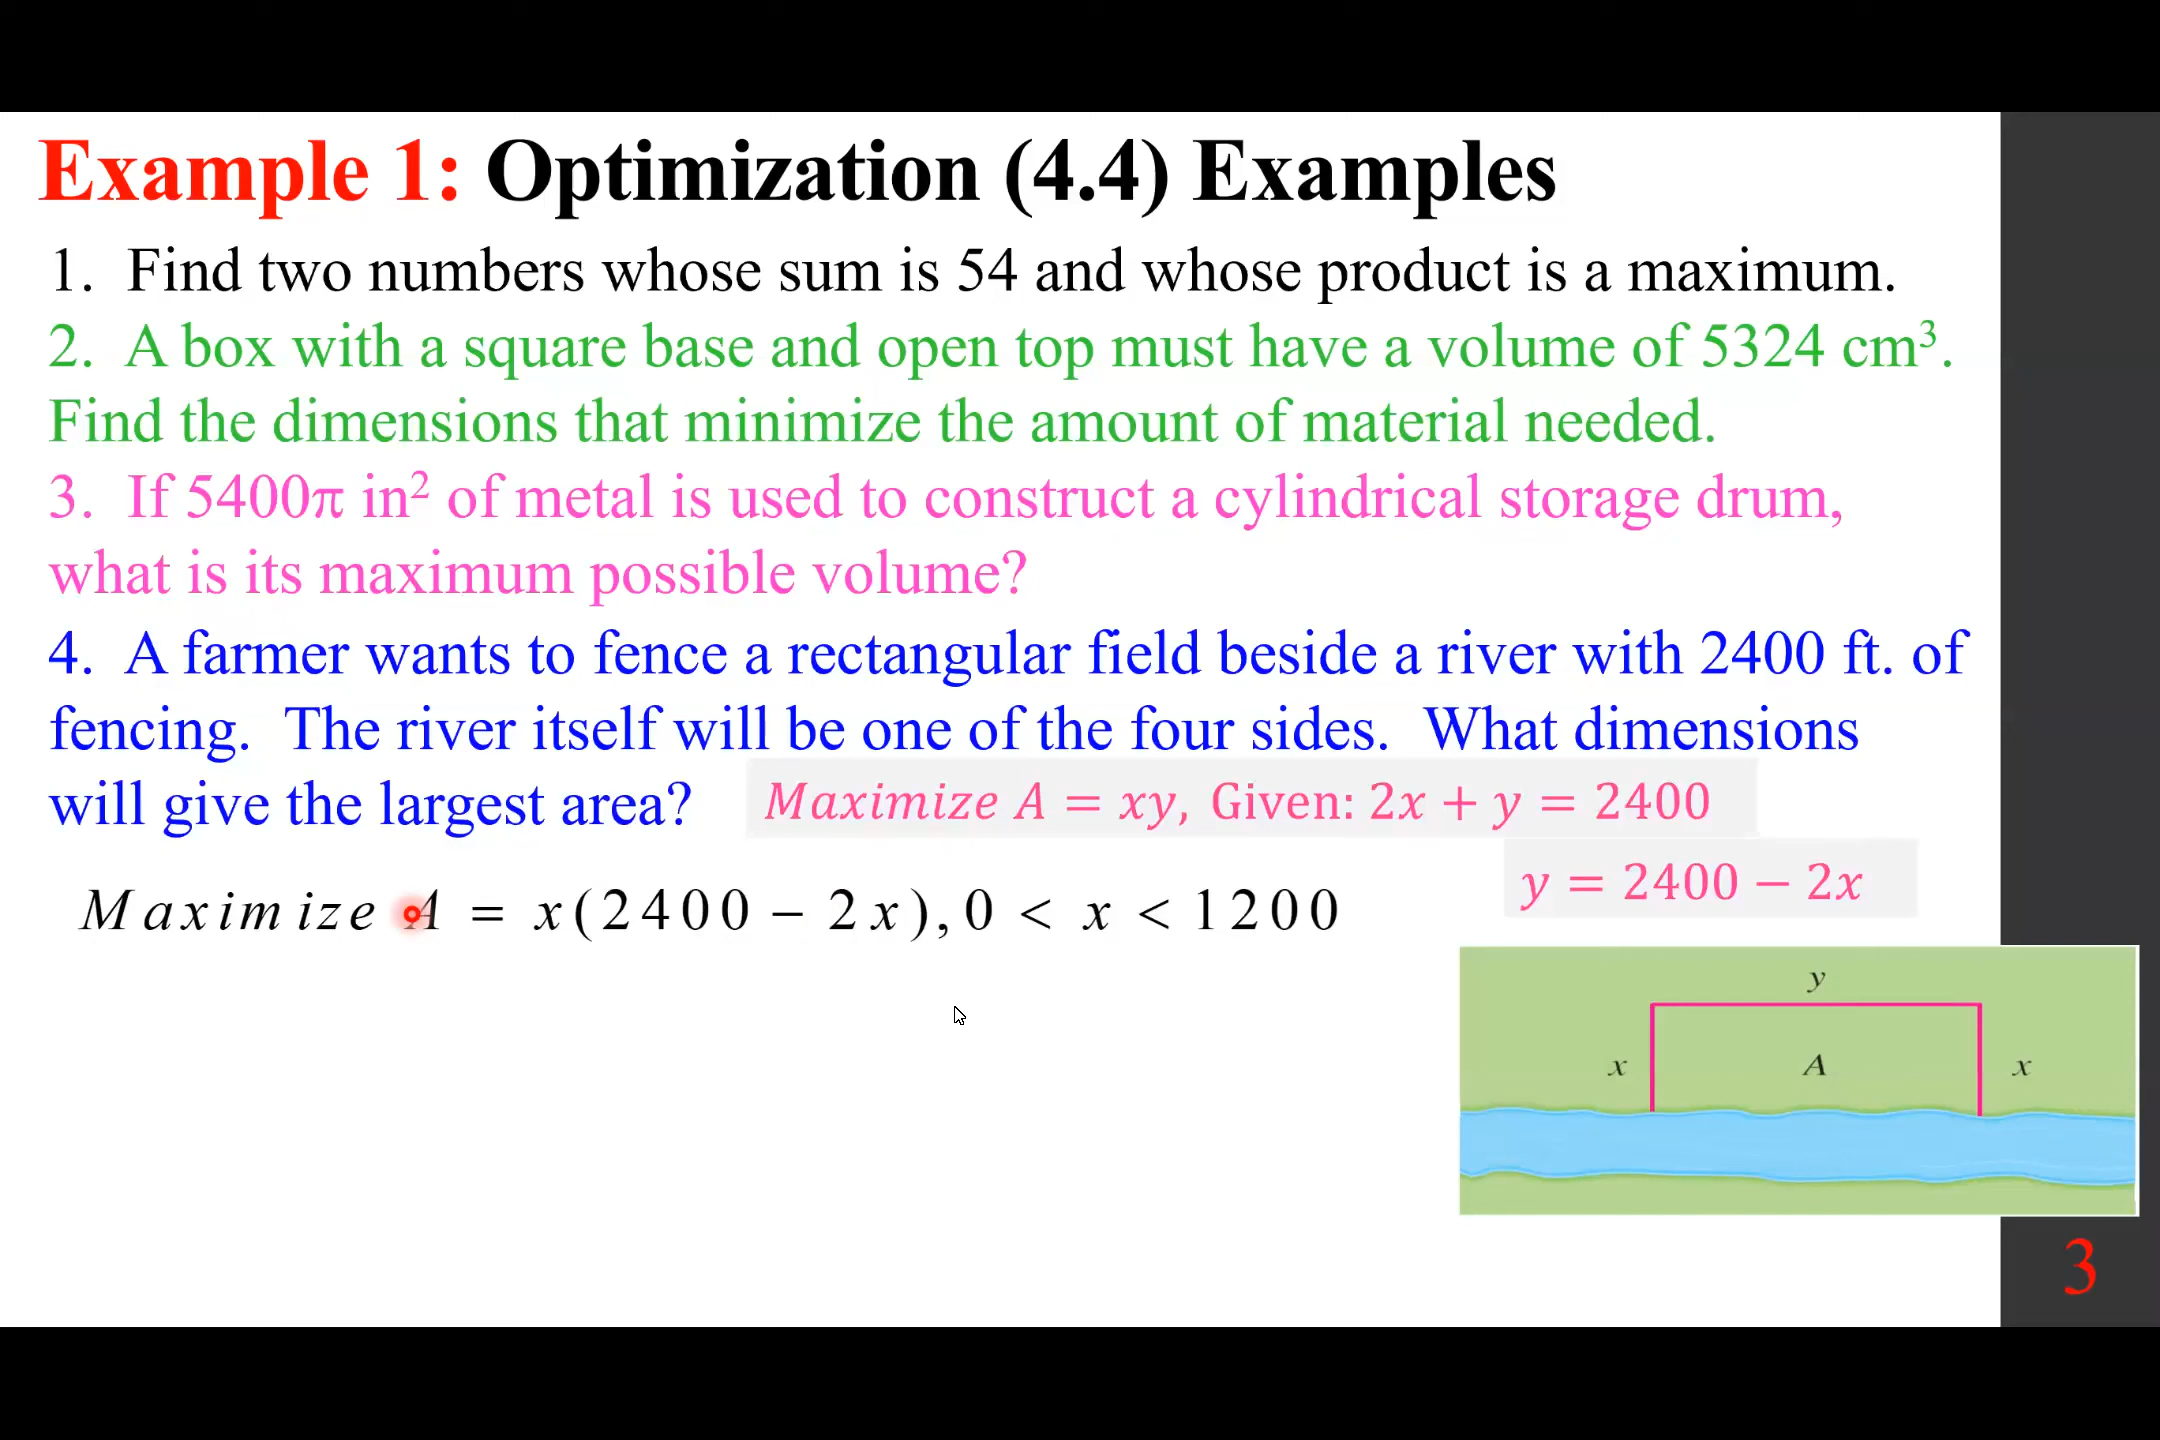 Example 1: Optimization (4.4) Examples
1. Find two numbers whose sum is 54 and whose product is a maximum.
2. A box with a square base and open top must have a volume of 5324 cm³.
Find the dimensions that minimize the amount of material needed.
3. If 5400π in² of metal is used to construct a cylindrical storage drum,
what is its maximum possible volume?
4. A farmer wants to fence a rectangular field beside a river with 2400 ft. of
fencing. The river itself will be one of the four sides. What dimensions
will give the largest area? Maximize A = xy, Given: 2x + y = 2400
y = 2400 − 2x
Maximize A = x(2400 − 2x), 0 < x < 1200
y
x A x
3